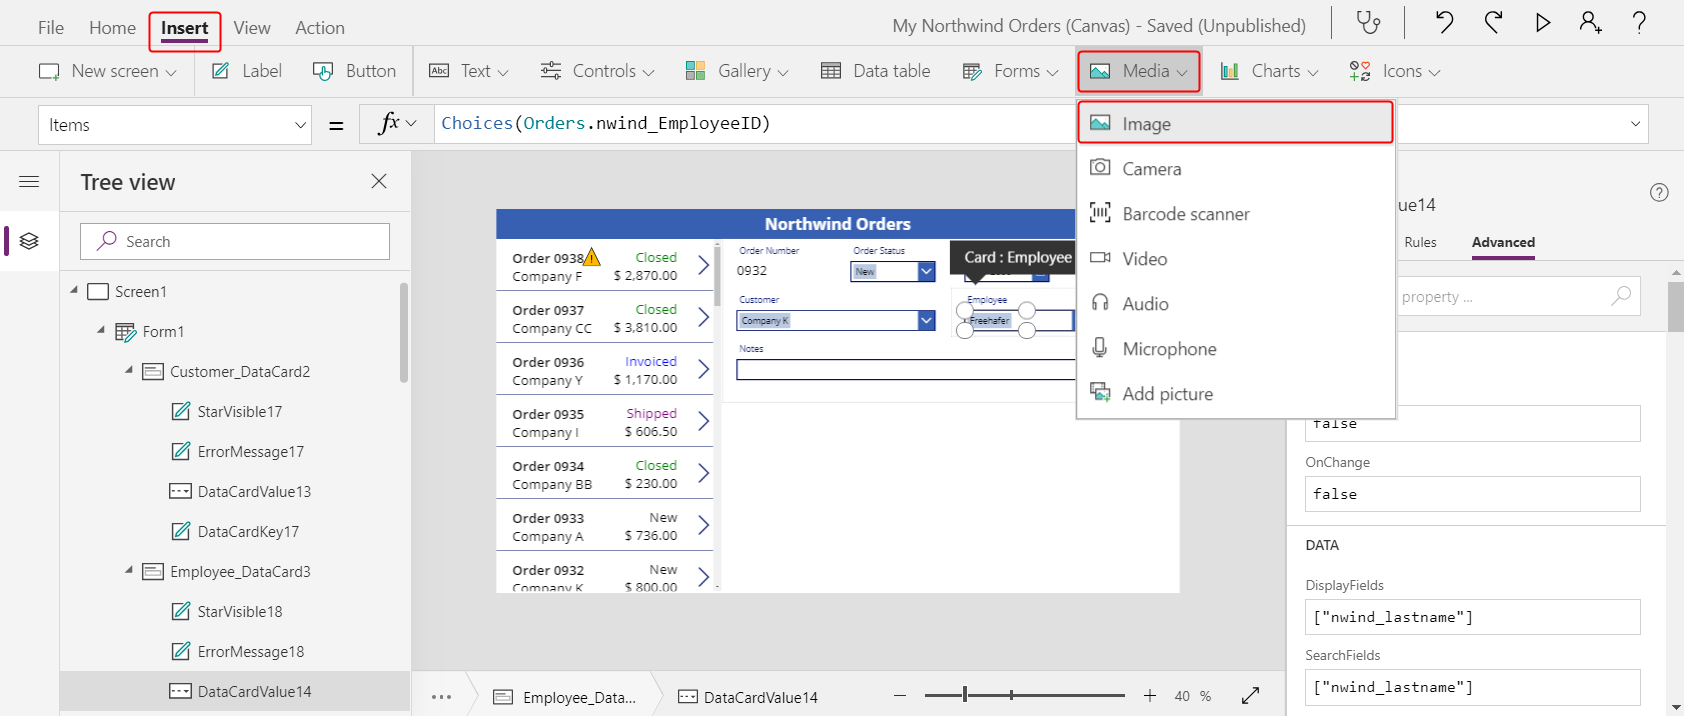 File Home Insert View Action
My Northwind Orders (Canvas) - Saved (Unpublished)
?
New screen Label Button Abc Text Controls Gallery Data table Forms Media Charts Icons
Items = fx Choices(Orders.nwind_EmployeeID)
Image
Camera
Barcode scanner
Video
Audio
Microphone
Add picture
Tree view
Search
Screen1
Form1
Customer_DataCard2
StarVisible17
ErrorMessage17
DataCardValue13
DataCardKey17
Employee_DataCard3
StarVisible18
ErrorMessage18
DataCardValue14
Northwind Orders
Order 0938 Closed
Company F $ 2,870.00
Order 0937 Closed
Company CC $ 3,810.00
Order 0936 Invoiced
Company Y $ 1,170.00
Order 0935 Shipped
Company I $ 606.50
Order 0934 Closed
Company BB $ 230.00
Order 0933 New
Company A $ 736.00
Order 0932 New
Company K $ 800.00
Order Number Order Status
0932 New
Card : Employee
Customer Employee
Company K Freehafer
Notes
... Employee_Data... DataCardValue14 40 %
ue14
Rules Advanced
property ...
false
OnChange
false
DATA
DisplayFields
["nwind_lastname"]
SearchFields
["nwind_lastname"]